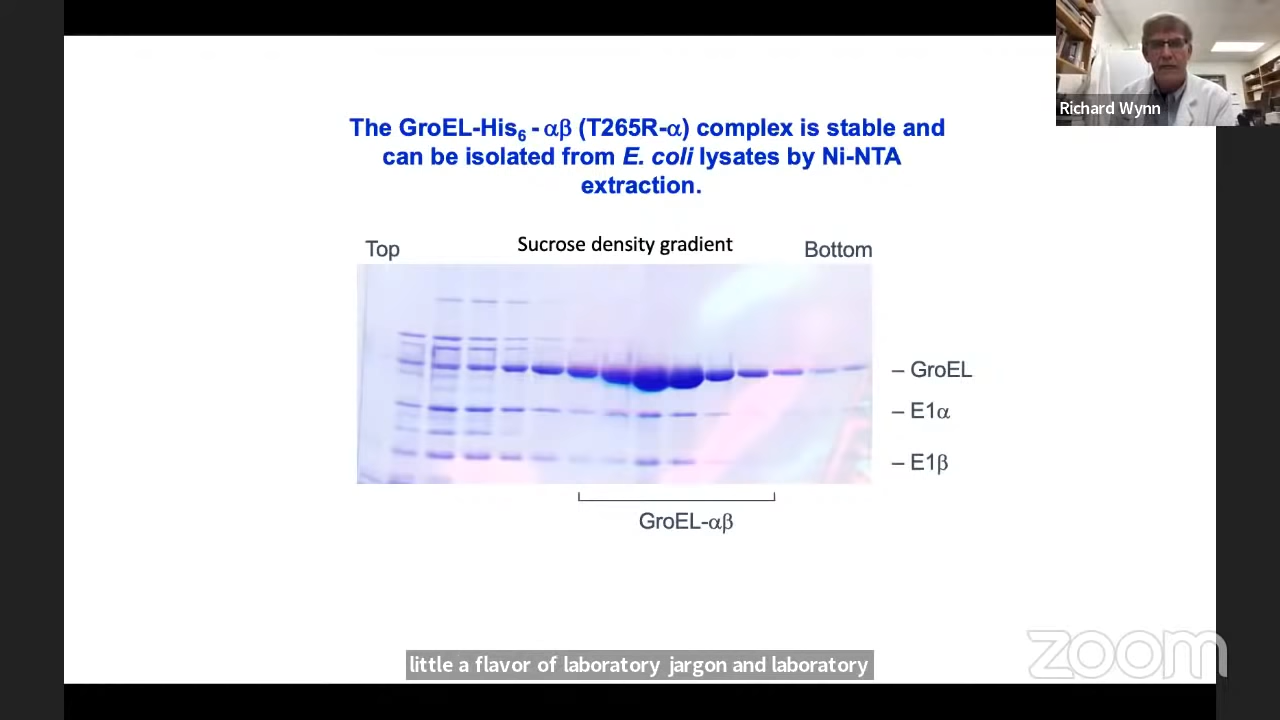 Richard Wynn
The GroEL-His₆ - αβ (T265R-α) complex is stable and
can be isolated from E. coli lysates by Ni-NTA
extraction.
Top Sucrose density gradient Bottom
– GroEL
– E1α
– E1β
GroEL-αβ
little a flavor of laboratory jargon and laboratory
zoom